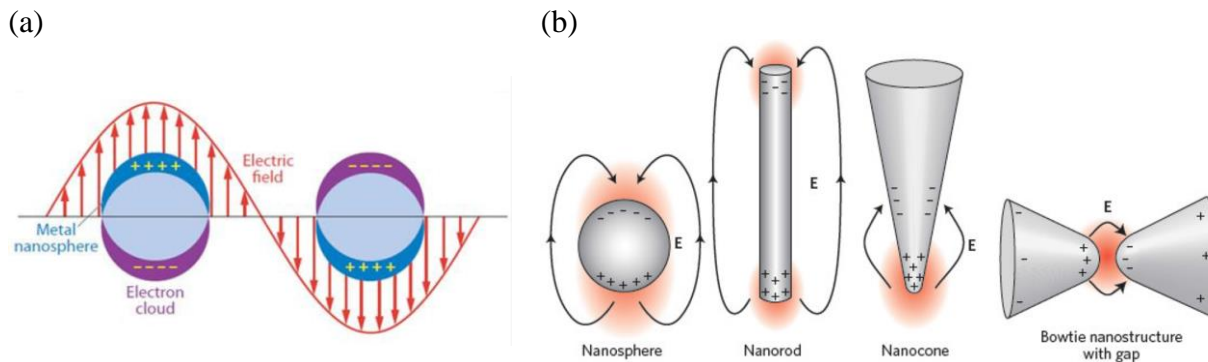 (a)
(b)
++++
----
Electric
field
Metal
nanosphere
----
++++
Electron
cloud
E
E
E
E
Nanosphere
Nanorod
Nanocone
Bowtie nanostructure
with gap